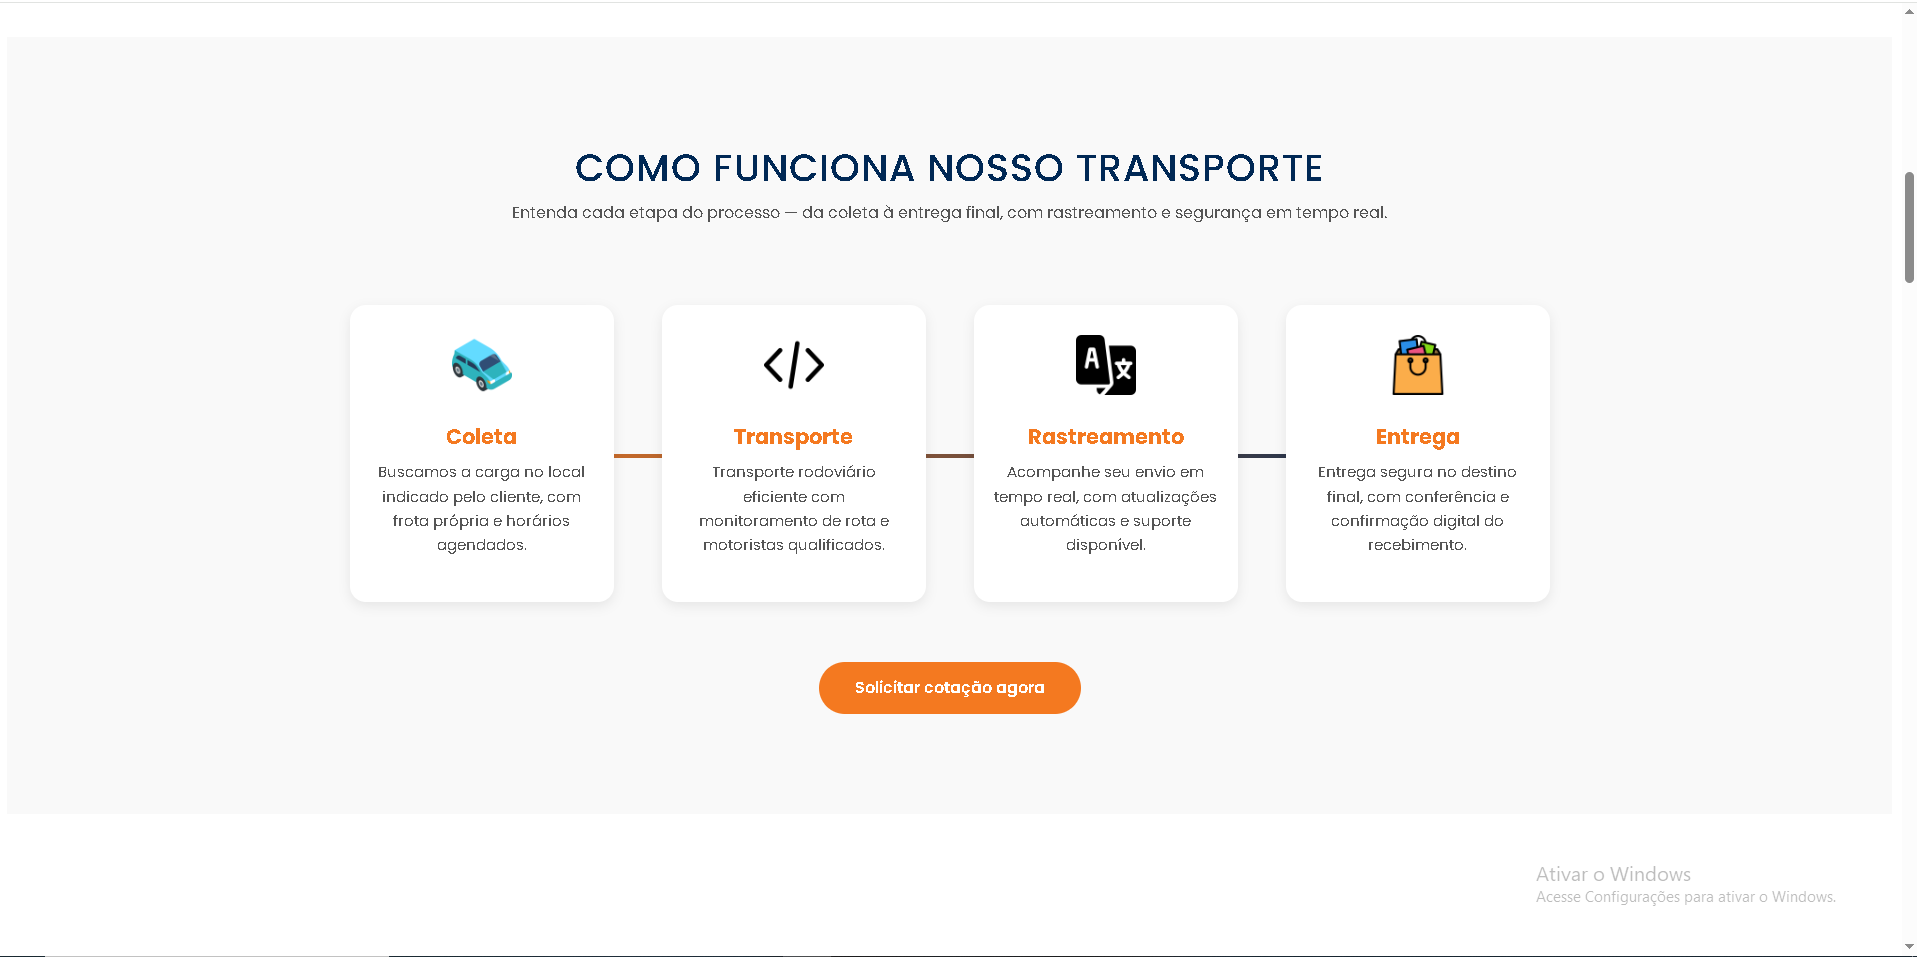 COMO FUNCIONA NOSSO TRANSPORTE
Entenda cada etapa do processo — da coleta à entrega final, com rastreamento e segurança em tempo real.
Coleta
Buscamos a carga no local
indicado pelo cliente, com
frota própria e horários
agendados.
Transporte
Transporte rodoviário
eficiente com
monitoramento de rota e
motoristas qualificados.
A 文
Rastreamento
Acompanhe seu envio em
tempo real, com atualizações
automáticas e suporte
disponível.
Entrega
Entrega segura no destino
final, com conferência e
confirmação digital do
recebimento.
Solicitar cotação agora
Ativar o Windows
Acesse Configurações para ativar o Windows.